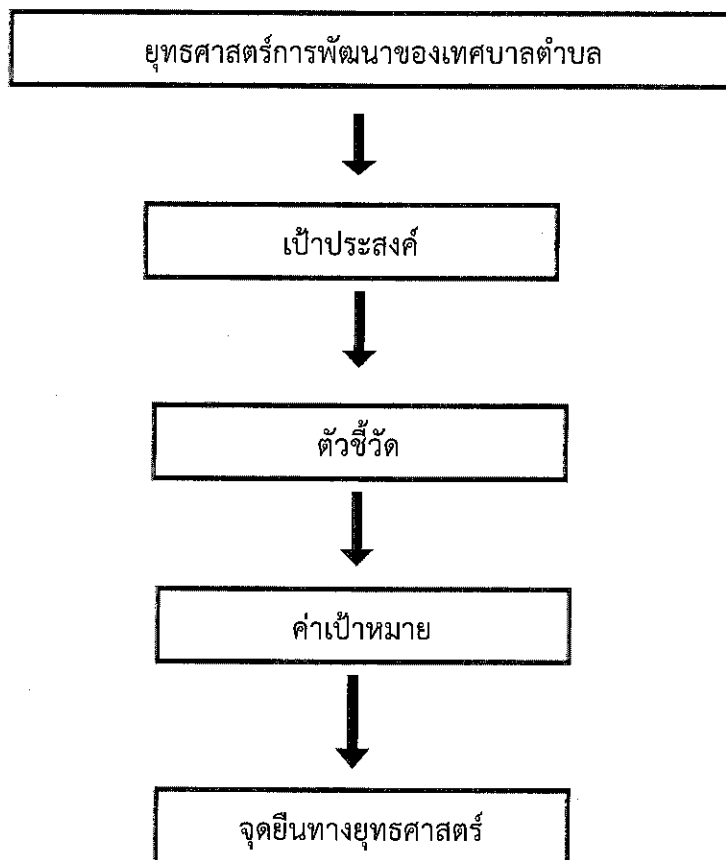 ยุทธศาสตร์การพัฒนาของเทศบาลตำบล
เป้าประสงค์
ตัวชี้วัด
ค่าเป้าหมาย
จุดยืนทางยุทธศาสตร์